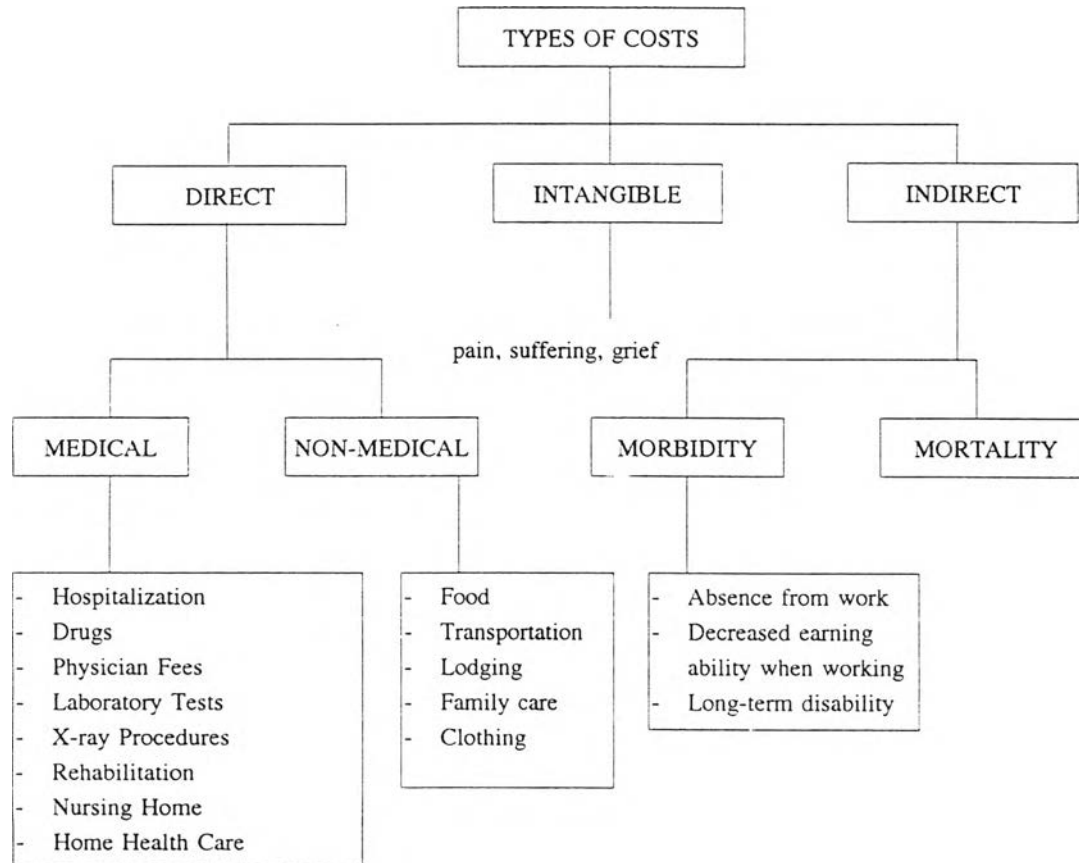 TYPES OF COSTS
DIRECT
INTANGIBLE
INDIRECT
pain, suffering, grief
MEDICAL
NON-MEDICAL
MORBIDITY
MORTALITY
- Hospitalization
- Drugs
- Physician Fees
- Laboratory Tests
- X-ray Procedures
- Rehabilitation
- Nursing Home
- Home Health Care
- Food
- Transportation
- Lodging
- Family care
- Clothing
- Absence from work
- Decreased earning
ability when working
- Long-term disability